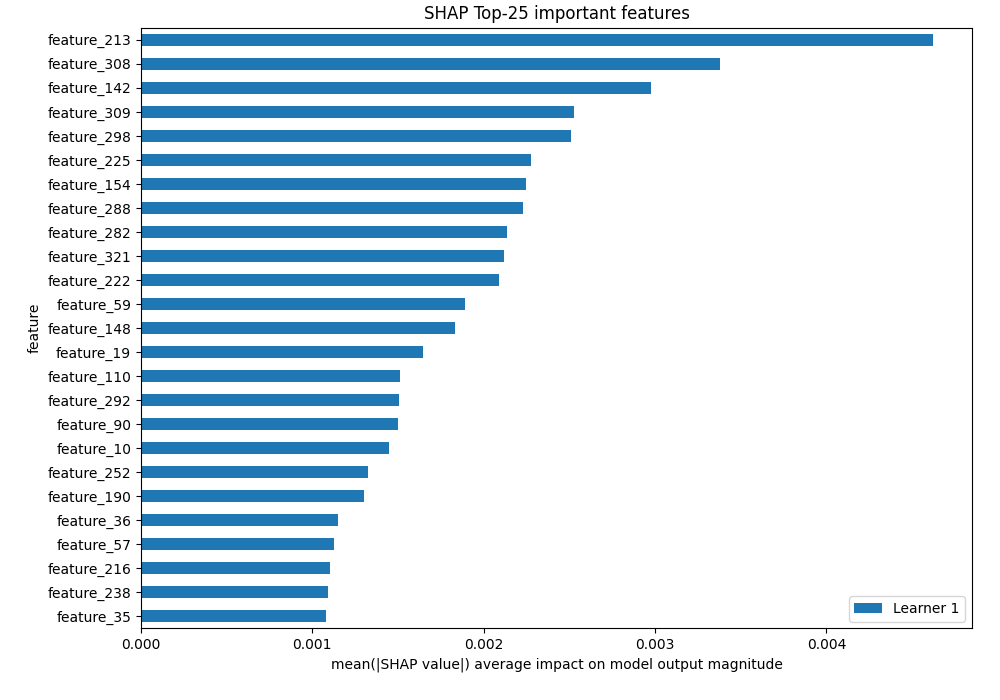 SHAP Top-25 important features
feature_213
feature_308
feature_142
feature_309
feature_298
feature_225
feature_154
feature_288
feature_282
feature_321
feature_222
feature_59
feature_148
feature_19
feature_110
feature_292
feature_90
feature_10
feature_252
feature_190
feature_36
feature_57
feature_216
feature_238
feature_35
feature
Learner 1
0.000 0.001 0.002 0.003 0.004
mean(|SHAP value|) average impact on model output magnitude